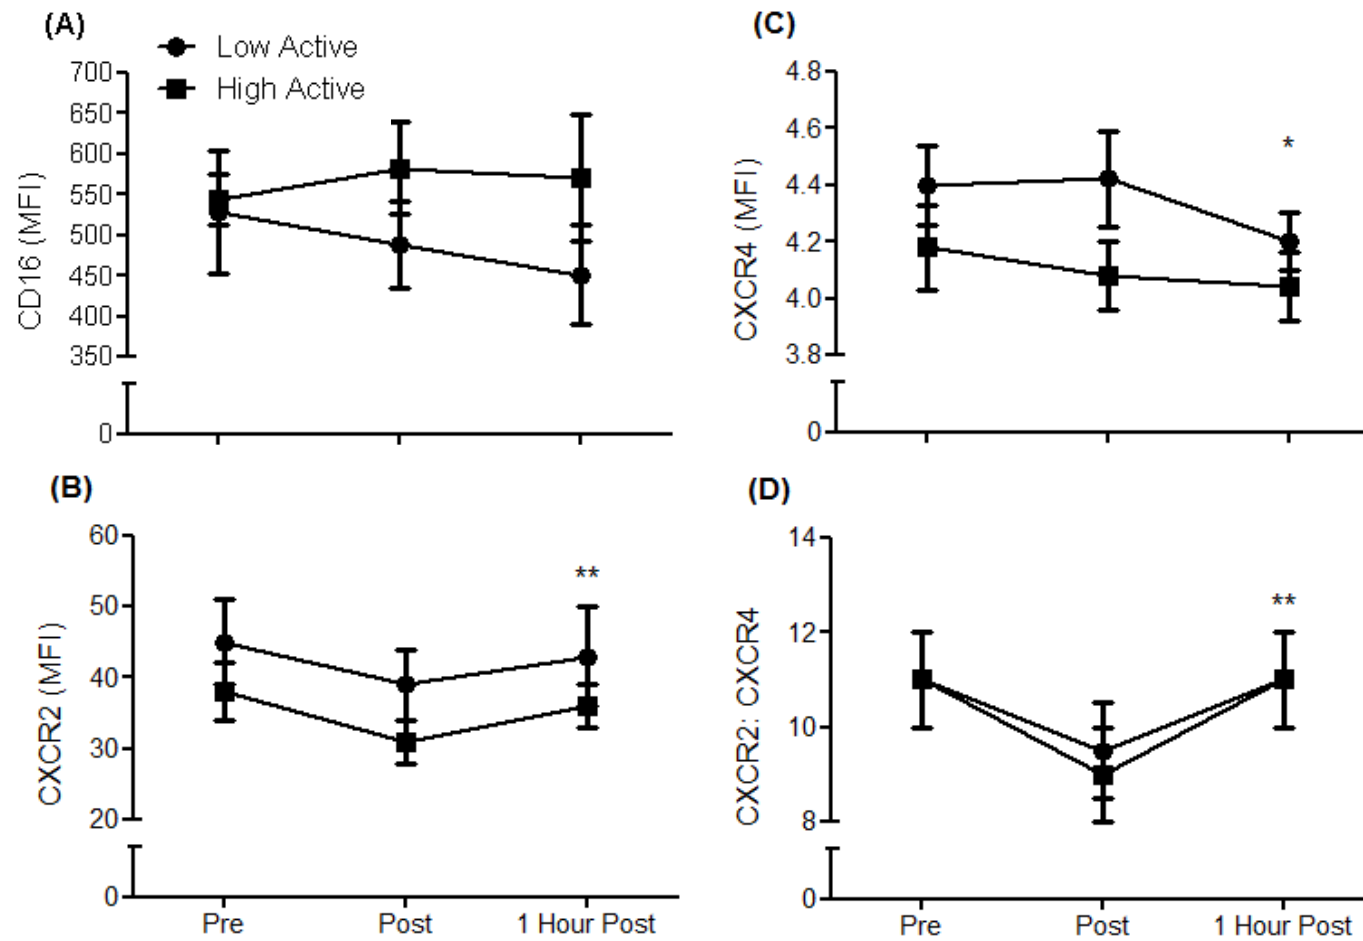 (A)
Low Active
High Active
700
650
600
550
500
450
400
350
0
CD16 (MFI)
(C)
4.8
4.6
4.4
4.2
4.0
3.8
0
CXCR4 (MFI)
*
(B)
60
50
40
30
20
0
CXCR2 (MFI)
**
Pre
Post
1 Hour Post
(D)
14
12
10
8
0
CXCR2: CXCR4
**
Pre
Post
1 Hour Post